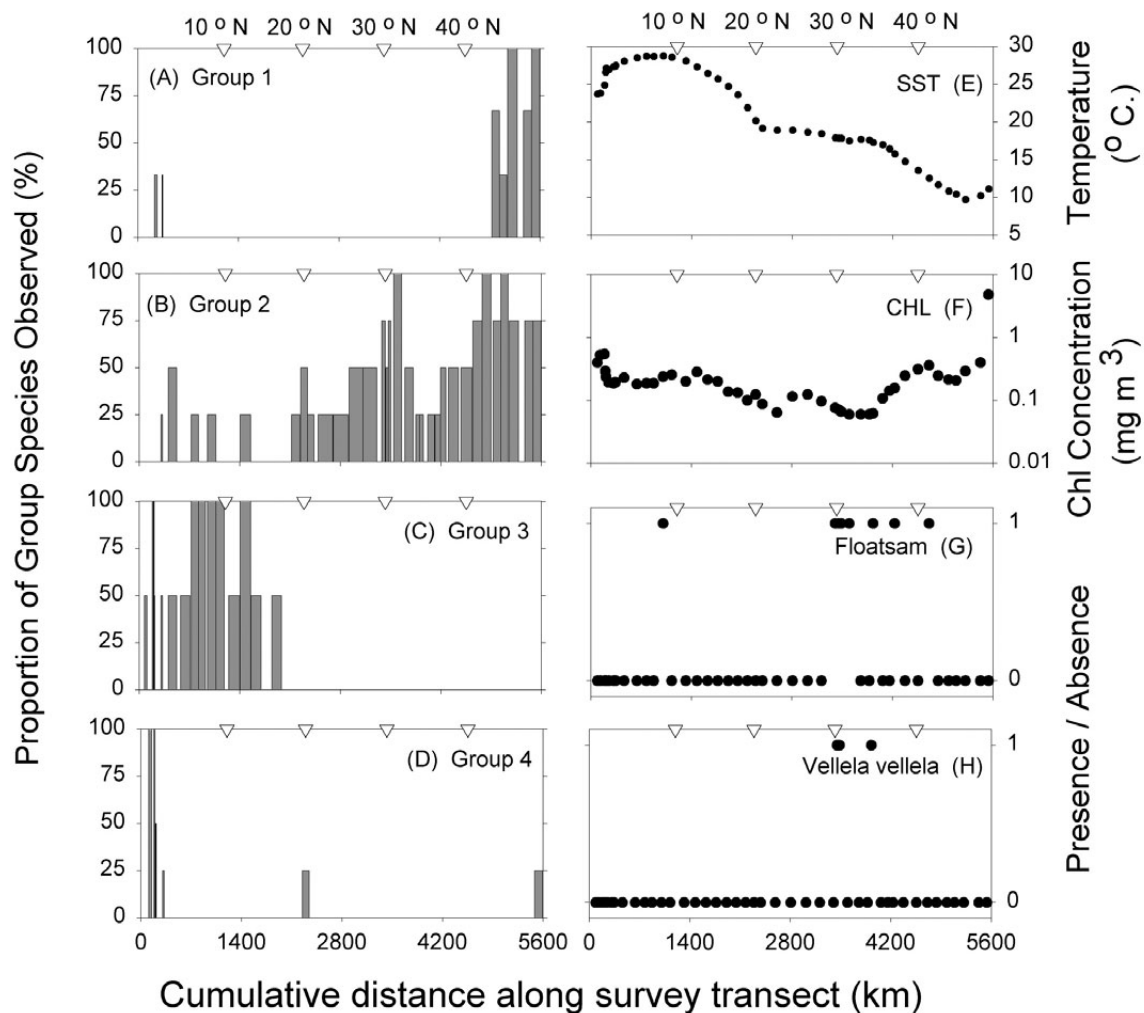 10 o N 20 o N 30 o N 40 o N
10 o N 20 o N 30 o N 40 o N
Proportion of Group Species Observed (%)
100
75
50
25
0
(A) Group 1
100
75
50
25
0
(B) Group 2
100
75
50
25
0
(C) Group 3
100
75
50
25
0
(D) Group 4
0 1400 2800 4200 5600
SST (E)
30
25
20
15
10
5
Temperature
(o C.)
CHL (F)
10
1
0.1
0.01
Chl Concentration
(mg m 3)
Floatsam (G)
1
0
Vellela vellela (H)
1
0
Presence / Absence
0 1400 2800 4200 5600
Cumulative distance along survey transect (km)